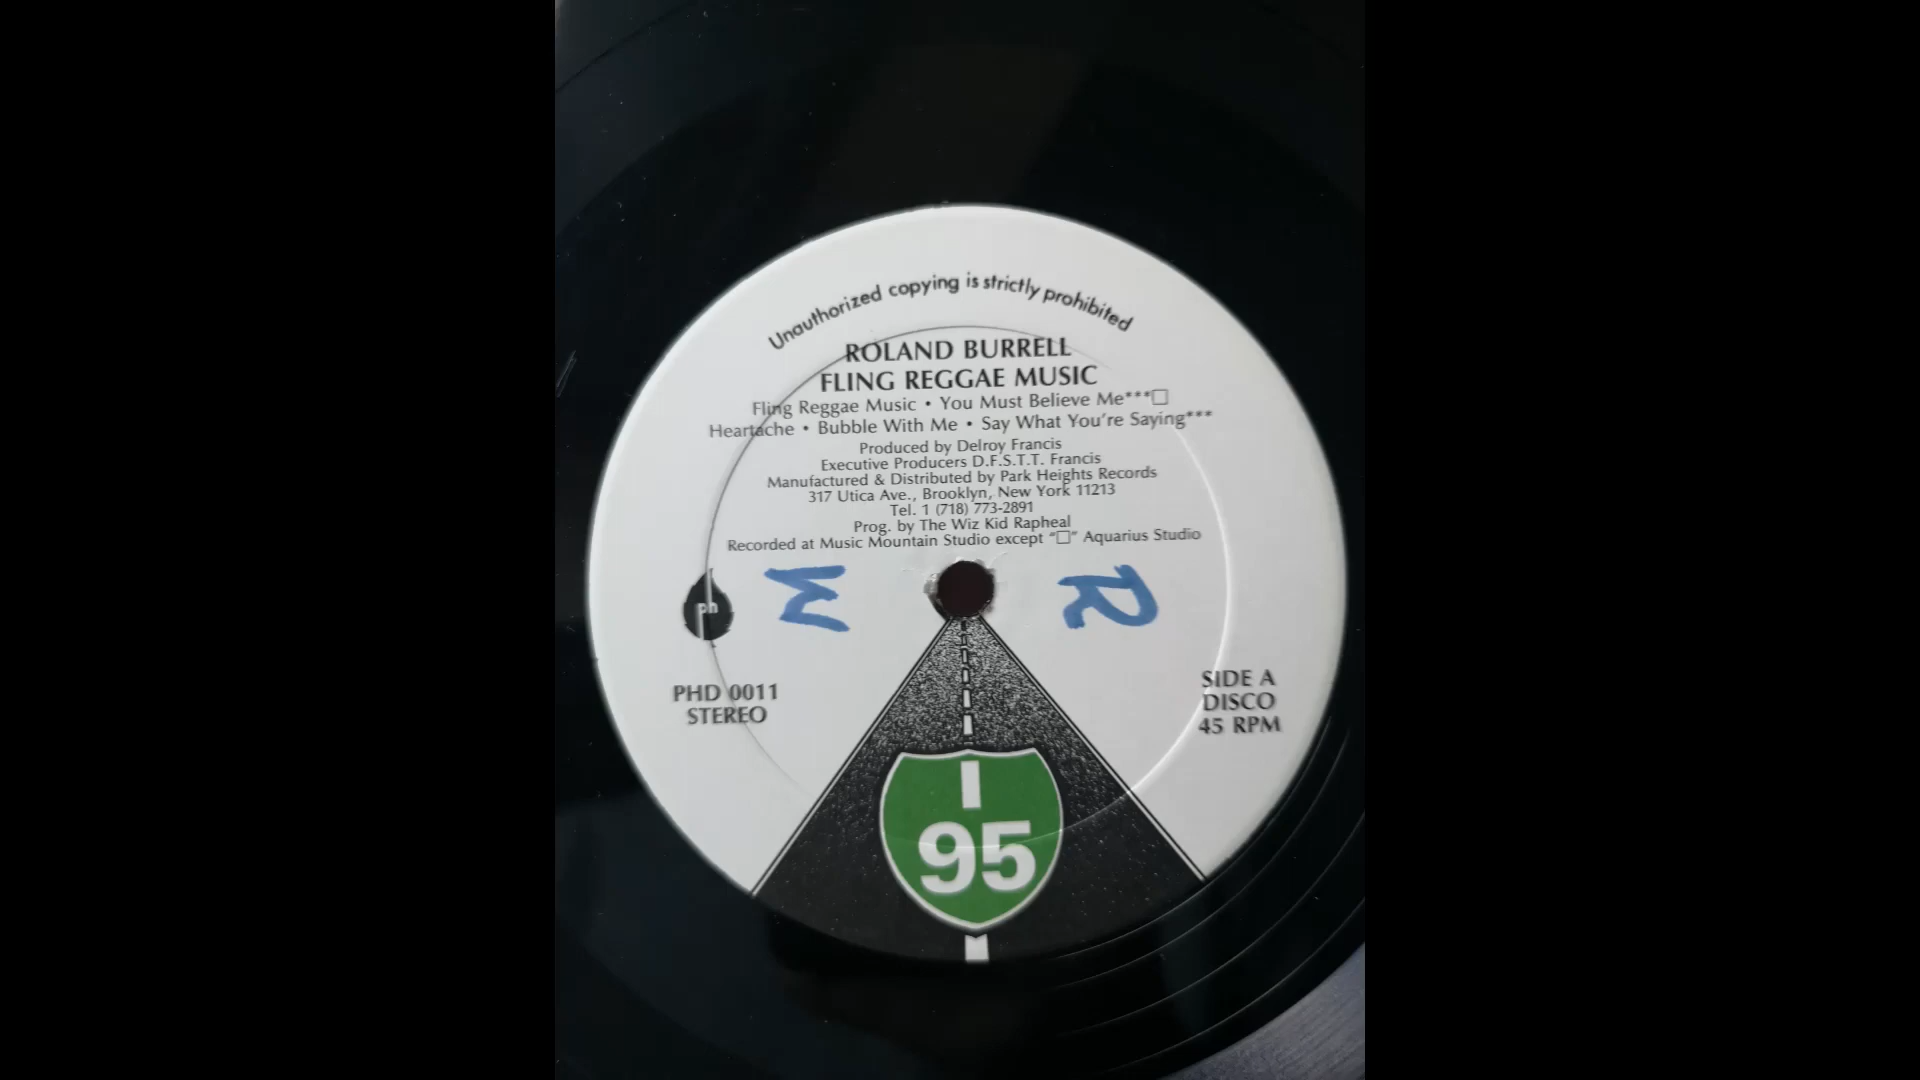 Unauthorized copying is strictly prohibited
ROLAND BURRELL
FLING REGGAE MUSIC
Fling Reggae Music • You Must Believe Me***□
Heartache • Bubble With Me • Say What You're Saying***
Produced by Delroy Francis
Executive Producers D.F.S.T.T. Francis
Manufactured & Distributed by Park Heights Records
317 Utica Ave., Brooklyn, New York 11213
Tel. 1 (718) 773-2891
Prog. by The Wiz Kid Rapheal
Recorded at Music Mountain Studio except "□" Aquarius Studio
W R
ph
PHD 0011
STEREO
SIDE A
DISCO
45 RPM
I
95